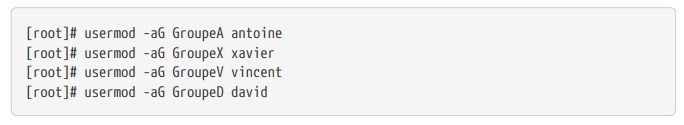 [root]# usermod -aG GroupeA antoine
[root]# usermod -aG GroupeX xavier
[root]# usermod -aG GroupeV vincent
[root]# usermod -aG GroupeD david